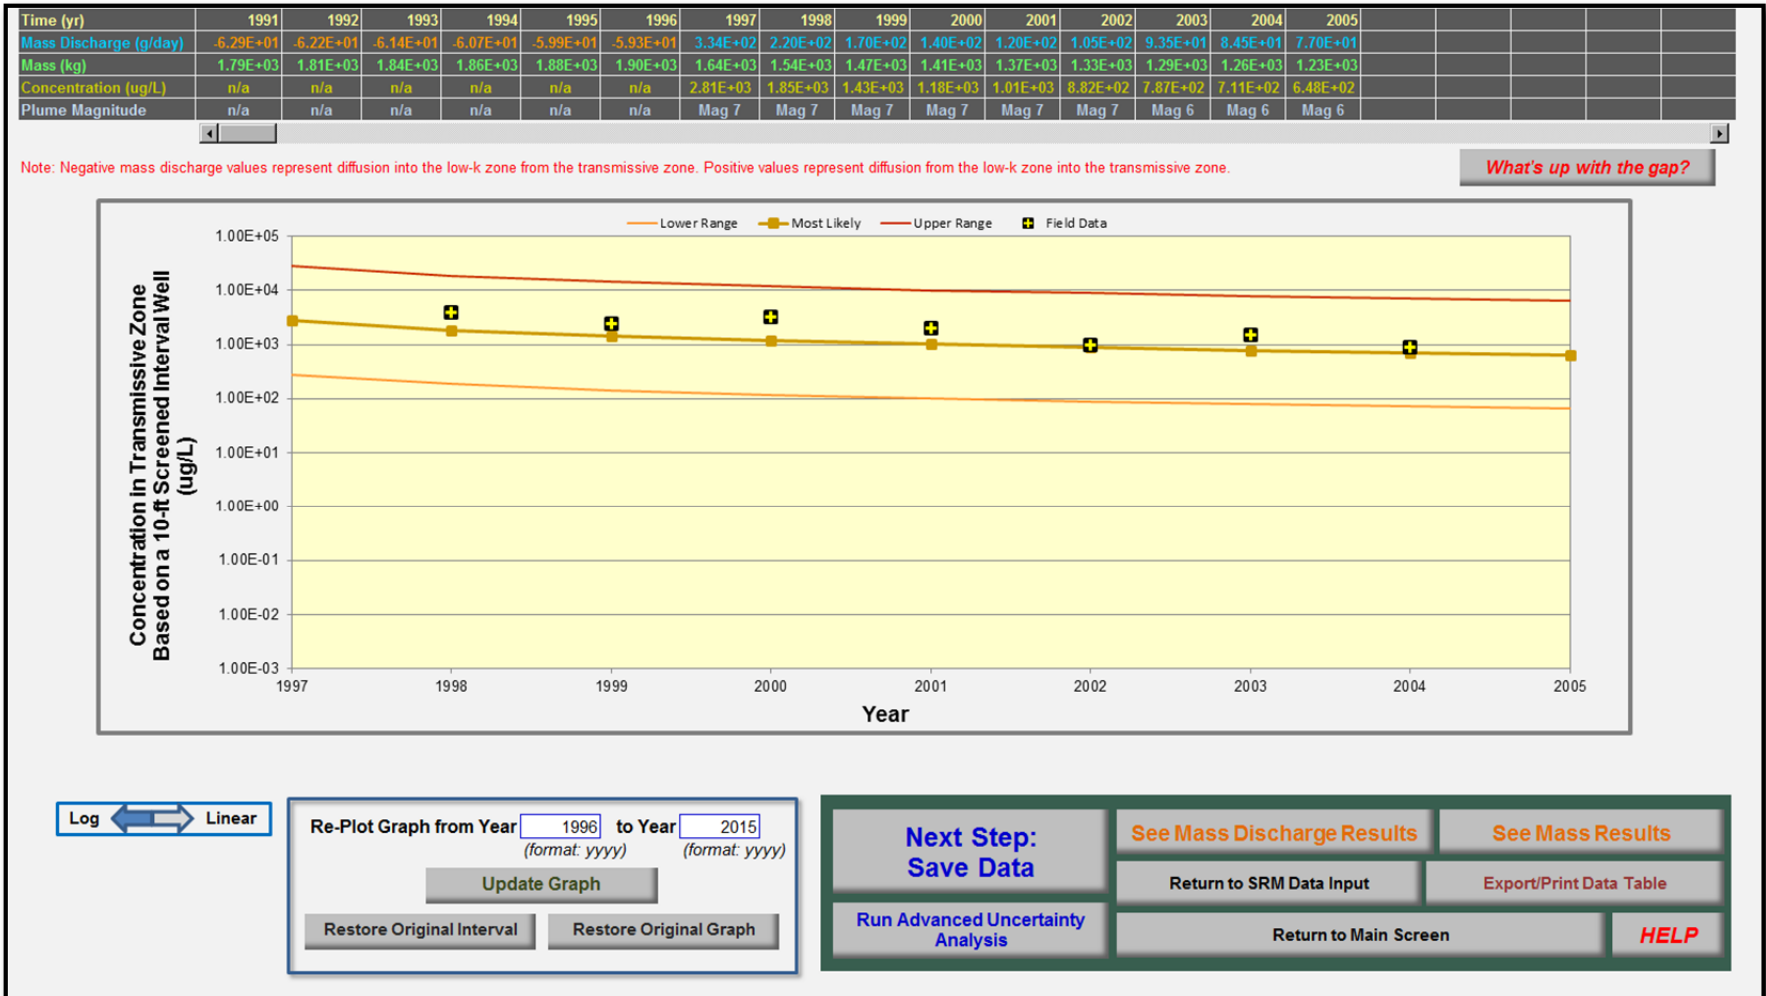 Time (yr) 1991 1992 1993 1994 1995 1996 1997 1998 1999 2000 2001 2002 2003 2004 2005
Mass Discharge (g/day) -6.29E+01 -6.22E+01 -6.14E+01 -6.07E+01 -5.99E+01 -5.93E+01 3.34E+02 2.20E+02 1.70E+02 1.40E+02 1.20E+02 1.05E+02 9.35E+01 8.45E+01 7.70E+01
Mass (kg) 1.79E+03 1.81E+03 1.84E+03 1.86E+03 1.88E+03 1.90E+03 1.64E+03 1.54E+03 1.47E+03 1.41E+03 1.37E+03 1.33E+03 1.29E+03 1.26E+03 1.23E+03
Concentration (ug/L) n/a n/a n/a n/a n/a n/a 2.81E+03 1.85E+03 1.43E+03 1.18E+03 1.01E+03 8.82E+02 7.87E+02 7.11E+02 6.48E+02
Plume Magnitude n/a n/a n/a n/a n/a n/a Mag 7 Mag 7 Mag 7 Mag 7 Mag 7 Mag 7 Mag 6 Mag 6 Mag 6
Note: Negative mass discharge values represent diffusion into the low-k zone from the transmissive zone. Positive values represent diffusion from the low-k zone into the transmissive zone.
What's up with the gap?
Lower Range Most Likely Upper Range Field Data
Concentration in Transmissive Zone
Based on a 10-ft Screened Interval Well
(ug/L)
1.00E+05
1.00E+04
1.00E+03
1.00E+02
1.00E+01
1.00E+00
1.00E-01
1.00E-02
1.00E-03
1997 1998 1999 2000 2001 2002 2003 2004 2005
Year
Log Linear
Re-Plot Graph from Year 1996 to Year 2015
(format: yyyy) (format: yyyy)
Update Graph
Restore Original Interval Restore Original Graph
Next Step:
Save Data
Run Advanced Uncertainty
Analysis
See Mass Discharge Results See Mass Results
Return to SRM Data Input Export/Print Data Table
Return to Main Screen HELP